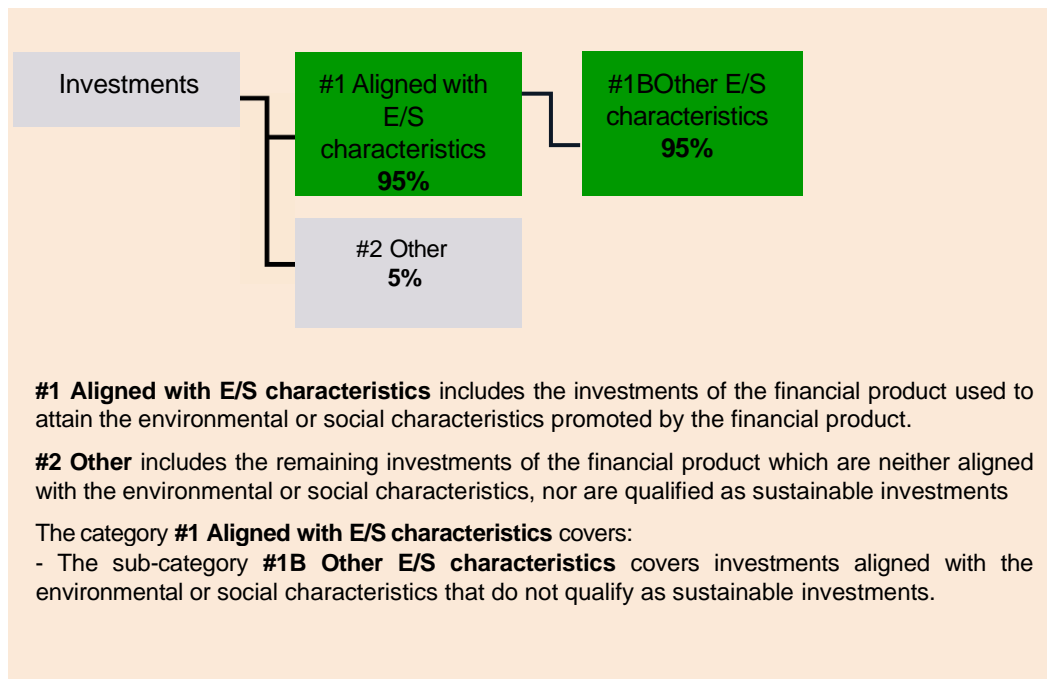 Investments
#1 Aligned with
E/S
characteristics
95%
#1BOther E/S
characteristics
95%
#2 Other
5%
#1 Aligned with E/S characteristics includes the investments of the financial product used to
attain the environmental or social characteristics promoted by the financial product.
#2 Other includes the remaining investments of the financial product which are neither aligned
with the environmental or social characteristics, nor are qualified as sustainable investments
The category #1 Aligned with E/S characteristics covers:
- The sub-category #1B Other E/S characteristics covers investments aligned with the
environmental or social characteristics that do not qualify as sustainable investments.